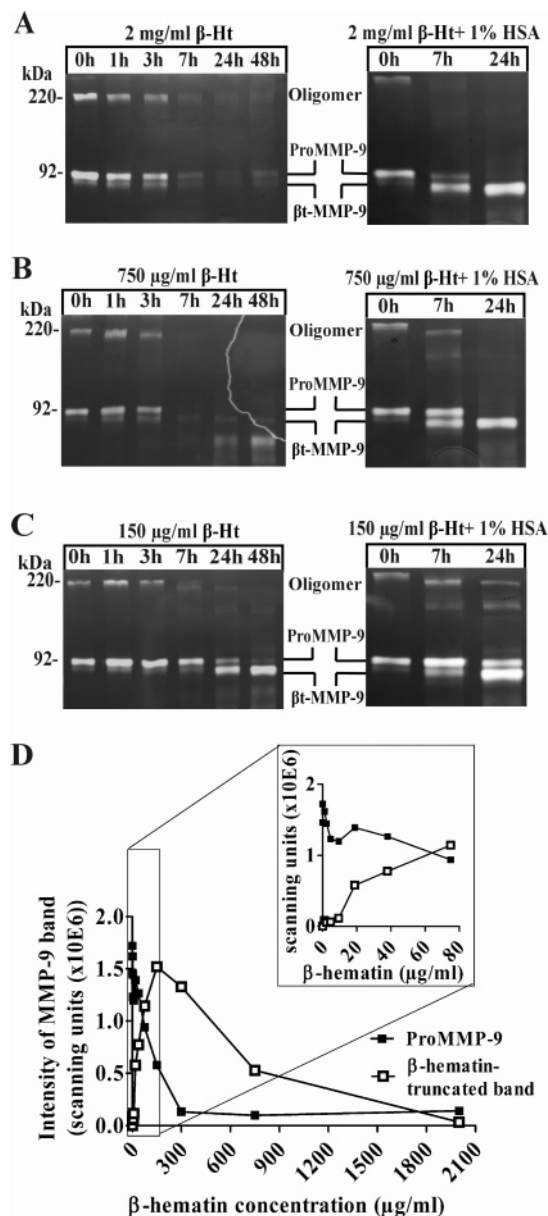 A
2 mg/ml β-Ht
2 mg/ml β-Ht+ 1% HSA
kDa
0h 1h 3h 7h 24h 48h
0h 7h 24h
220-
Oligomer
ProMMP-9
92-
βt-MMP-9
B
750 μg/ml β-Ht
750 μg/ml β-Ht+ 1% HSA
kDa
0h 1h 3h 7h 24h 48h
0h 7h 24h
220-
Oligomer
ProMMP-9
92-
βt-MMP-9
C
150 μg/ml β-Ht
150 μg/ml β-Ht+ 1% HSA
kDa
0h 1h 3h 7h 24h 48h
0h 7h 24h
220-
Oligomer
ProMMP-9
92-
βt-MMP-9
D
scanning units (x10E6)
2
1
0
0 20 40 60 80
β-hematin (μg/ml)
Intensity of MMP-9 band
(scanning units (x10E6))
2.0
1.5
1.0
0.5
0.0
ProMMP-9
β-hematin-
truncated band
0 300 600 900 1200 1500 1800 2100
β-hematin concentration (μg/ml)